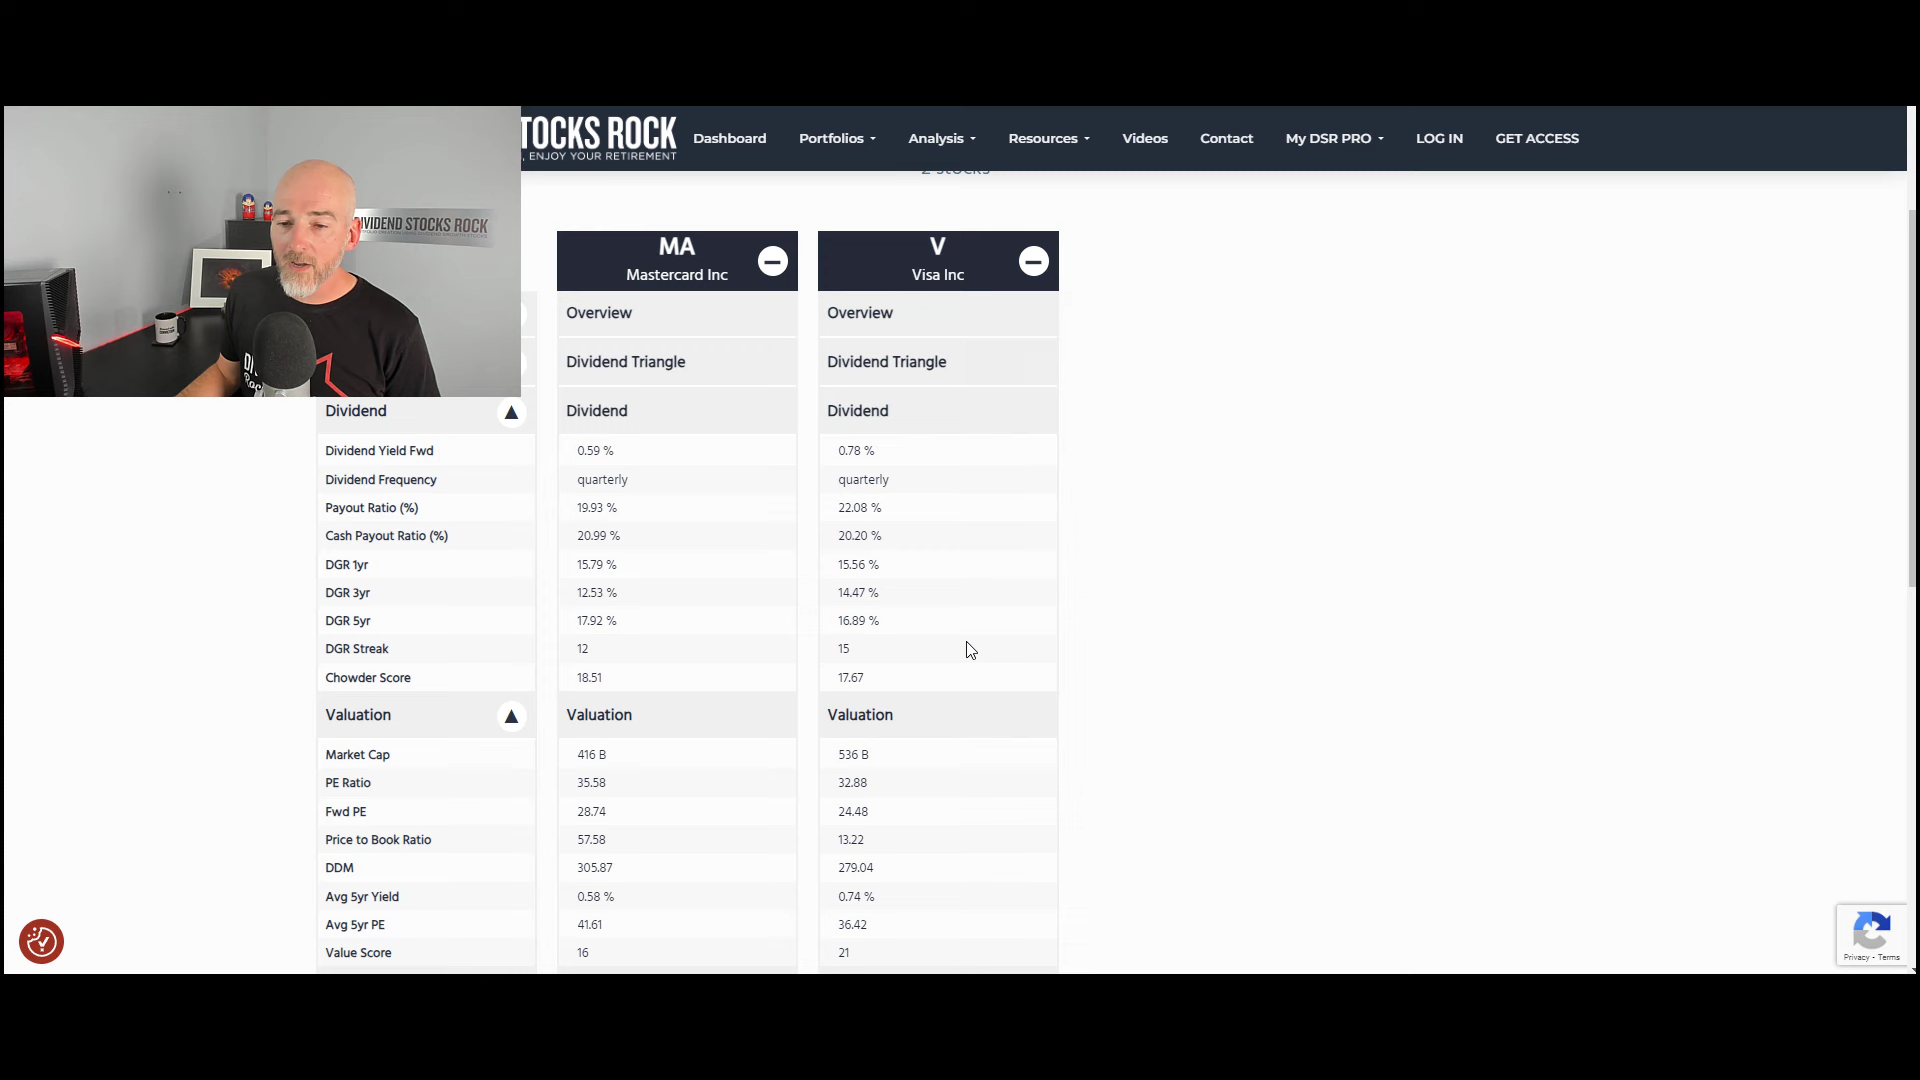 TOCKS ROCK
, ENJOY YOUR RETIREMENT
Dashboard
Portfolios
Analysis
Resources
Videos
Contact
My DSR PRO
LOG IN
GET ACCESS
2 stocks
DIVIDEND STOCKS ROCK
MA
Mastercard Inc
V
Visa Inc
Overview
Overview
Dividend Triangle
Dividend Triangle
Dividend
Dividend
Dividend
Dividend Yield Fwd
0.59 %
0.78 %
Dividend Frequency
quarterly
quarterly
Payout Ratio (%)
19.93 %
22.08 %
Cash Payout Ratio (%)
20.99 %
20.20 %
DGR 1yr
15.79 %
15.56 %
DGR 3yr
12.53 %
14.47 %
DGR 5yr
17.92 %
16.89 %
DGR Streak
12
15
Chowder Score
18.51
17.67
Valuation
Valuation
Valuation
Market Cap
416 B
536 B
PE Ratio
35.58
32.88
Fwd PE
28.74
24.48
Price to Book Ratio
57.58
13.22
DDM
305.87
279.04
Avg 5yr Yield
0.58 %
0.74 %
Avg 5yr PE
41.61
36.42
Value Score
16
21
Privacy - Terms